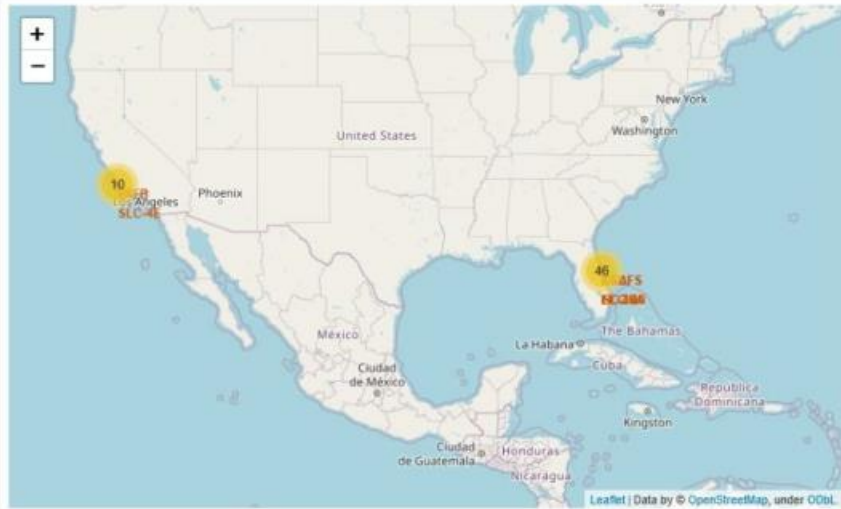 +
−
New York
Washington
United States
10
Los Angeles
Phoenix
SLC-4E
46
AFS
México
La Habana
The Bahamas
Cuba
Ciudad
de México
República
Dominicana
Kingston
Ciudad
de Guatemala
Honduras
Nicaragua
Leaflet | Data by © OpenStreetMap, under ODbL.